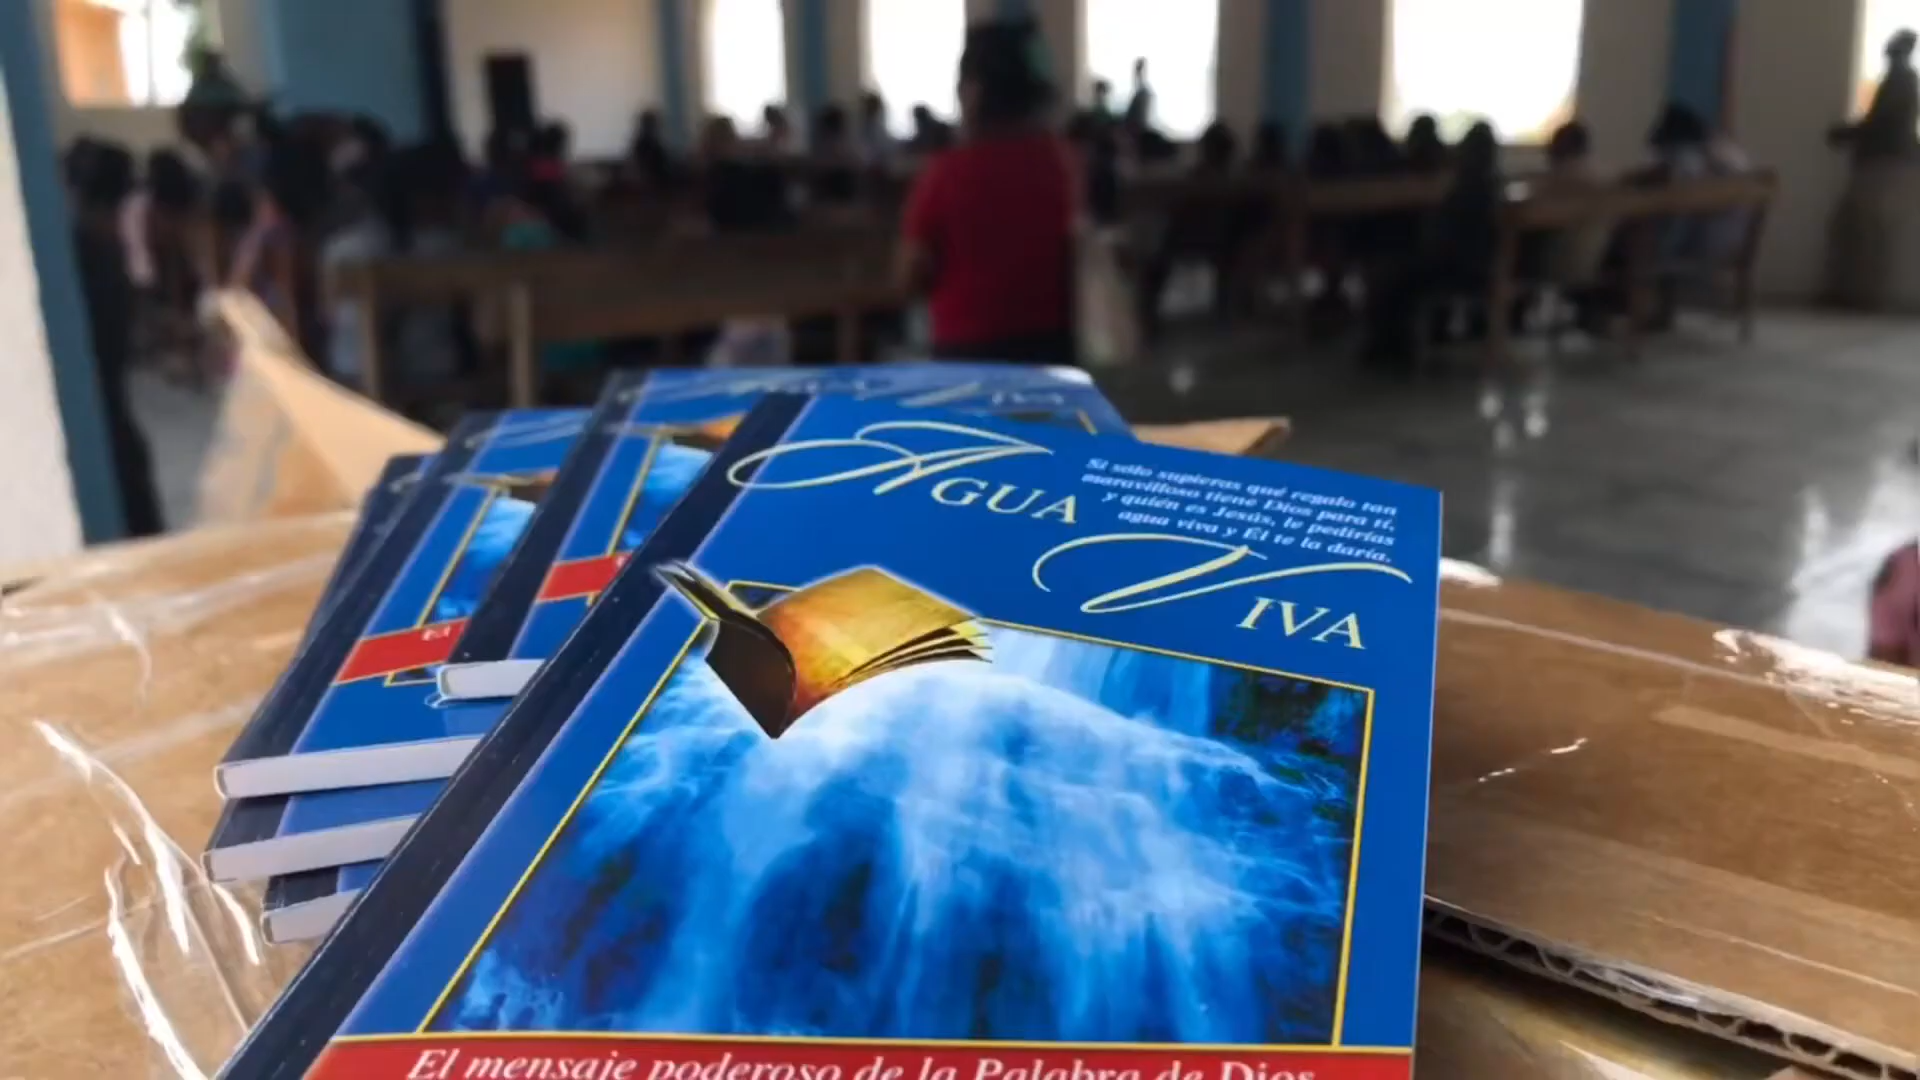 AGUA
Si sólo supieras qué regalo tan
maravilloso tiene Dios para ti,
y quién es Jesús, le pedirías
agua viva y Él te la daría.
VIVA
El mensaje poderoso de la Palabra de Dios